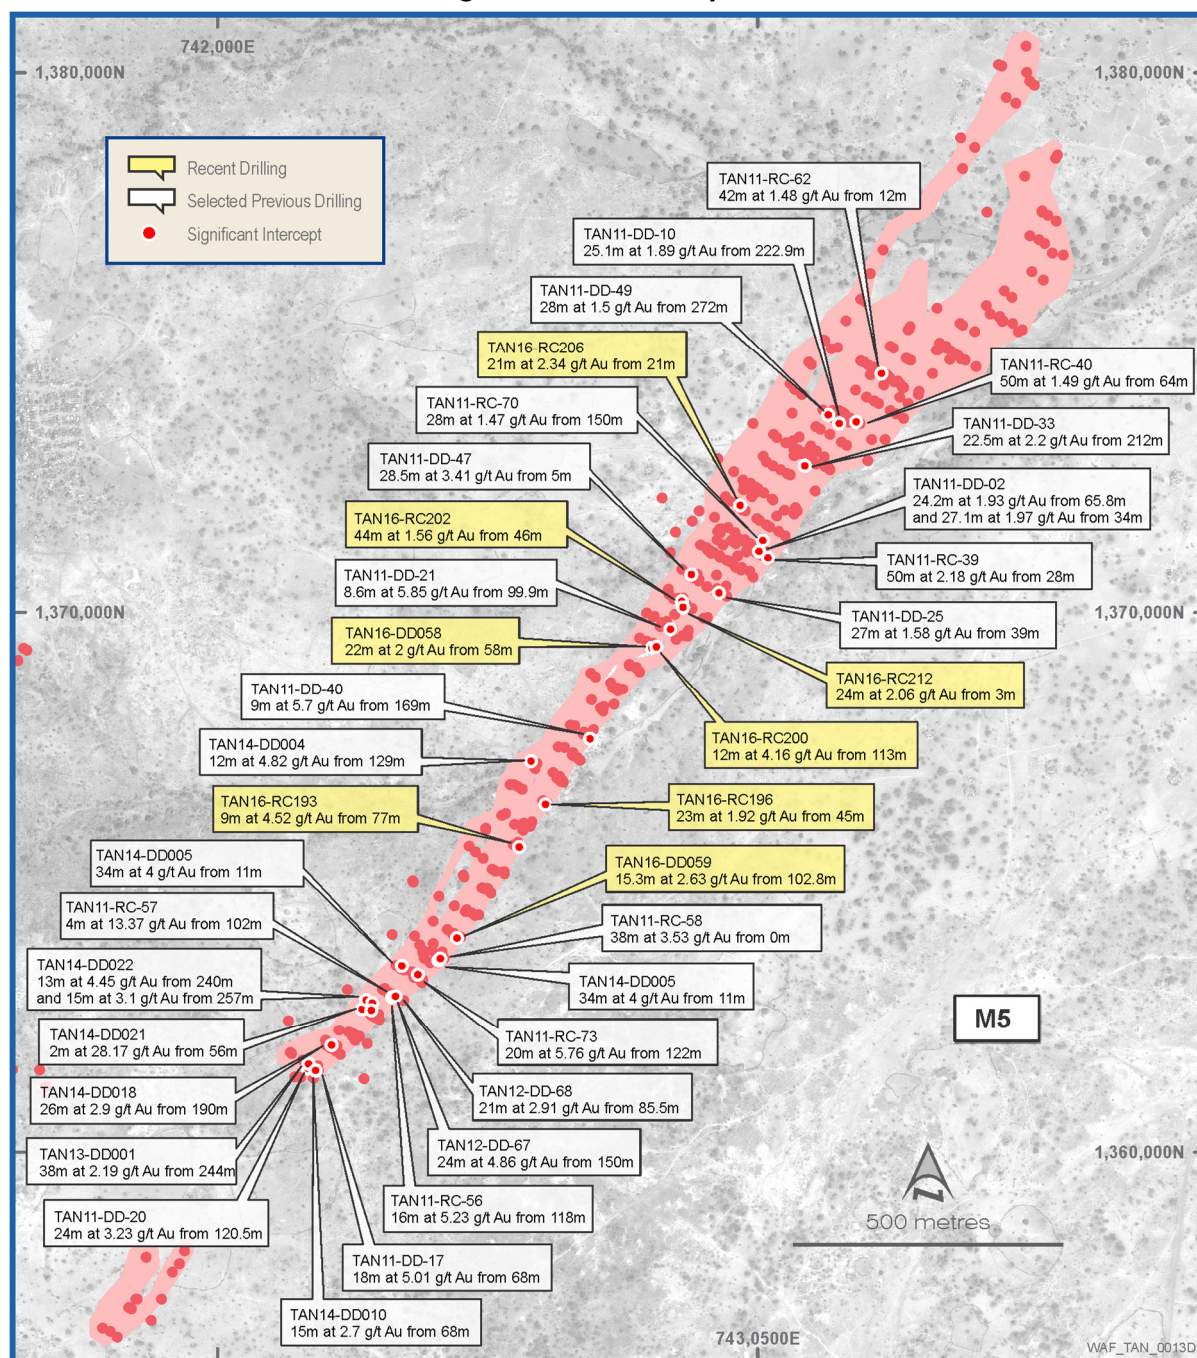 742,000E
1,380,000N
1,380,000N
Recent Drilling
Selected Previous Drilling
Significant Intercept
TAN11-RC-62
42m at 1.48 g/t Au from 12m
TAN11-DD-10
25.1m at 1.89 g/t Au from 222.9m
TAN11-DD-49
28m at 1.5 g/t Au from 272m
TAN16-RC206
21m at 2.34 g/t Au from 21m
TAN11-RC-40
50m at 1.49 g/t Au from 64m
TAN11-RC-70
28m at 1.47 g/t Au from 150m
TAN11-DD-33
22.5m at 2.2 g/t Au from 212m
TAN11-DD-47
28.5m at 3.41 g/t Au from 5m
TAN11-DD-02
24.2m at 1.93 g/t Au from 65.8m
and 27.1m at 1.97 g/t Au from 34m
TAN16-RC202
44m at 1.56 g/t Au from 46m
TAN11-RC-39
50m at 2.18 g/t Au from 28m
TAN11-DD-21
8.6m at 5.85 g/t Au from 99.9m
1,370,000N
1,370,000N
TAN11-DD-25
27m at 1.58 g/t Au from 39m
TAN16-DD058
22m at 2 g/t Au from 58m
TAN16-RC212
24m at 2.06 g/t Au from 3m
TAN11-DD-40
9m at 5.7 g/t Au from 169m
TAN16-RC200
12m at 4.16 g/t Au from 113m
TAN14-DD004
12m at 4.82 g/t Au from 129m
TAN16-RC193
9m at 4.52 g/t Au from 77m
TAN16-RC196
23m at 1.92 g/t Au from 45m
TAN14-DD005
34m at 4 g/t Au from 11m
TAN16-DD059
15.3m at 2.63 g/t Au from 102.8m
TAN11-RC-57
4m at 13.37 g/t Au from 102m
TAN11-RC-58
38m at 3.53 g/t Au from 0m
TAN14-DD022
13m at 4.45 g/t Au from 240m
and 15m at 3.1 g/t Au from 257m
TAN14-DD005
34m at 4 g/t Au from 11m
M5
TAN14-DD021
2m at 28.17 g/t Au from 56m
TAN11-RC-73
20m at 5.76 g/t Au from 122m
TAN14-DD018
26m at 2.9 g/t Au from 190m
TAN12-DD-68
21m at 2.91 g/t Au from 85.5m
TAN13-DD001
38m at 2.19 g/t Au from 244m
TAN12-DD-67
24m at 4.86 g/t Au from 150m
1,360,000N
N
TAN11-DD-20
24m at 3.23 g/t Au from 120.5m
TAN11-RC-56
16m at 5.23 g/t Au from 118m
500 metres
TAN11-DD-17
18m at 5.01 g/t Au from 68m
TAN14-DD010
15m at 2.7 g/t Au from 68m
743,0500E
WAF_TAN_0013D